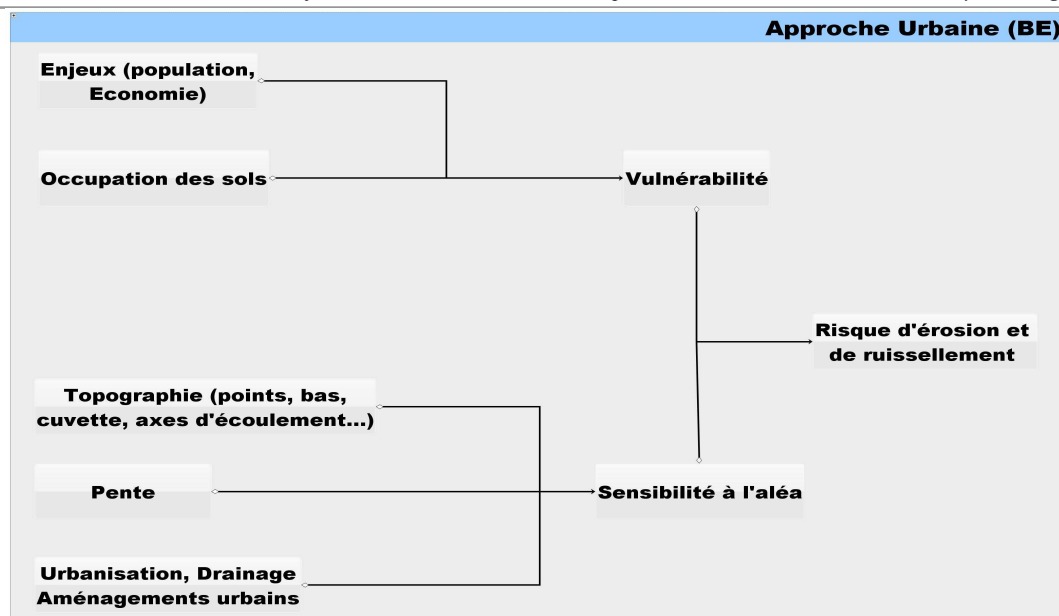 Approche Urbaine (BE)
Enjeux (population,
Economie)
Occupation des sols
Vulnérabilité
Risque d'érosion et
de ruissellement
Topographie (points, bas,
cuvette, axes d'écoulement...)
Pente
Sensibilité à l'aléa
Urbanisation, Drainage
Aménagements urbains